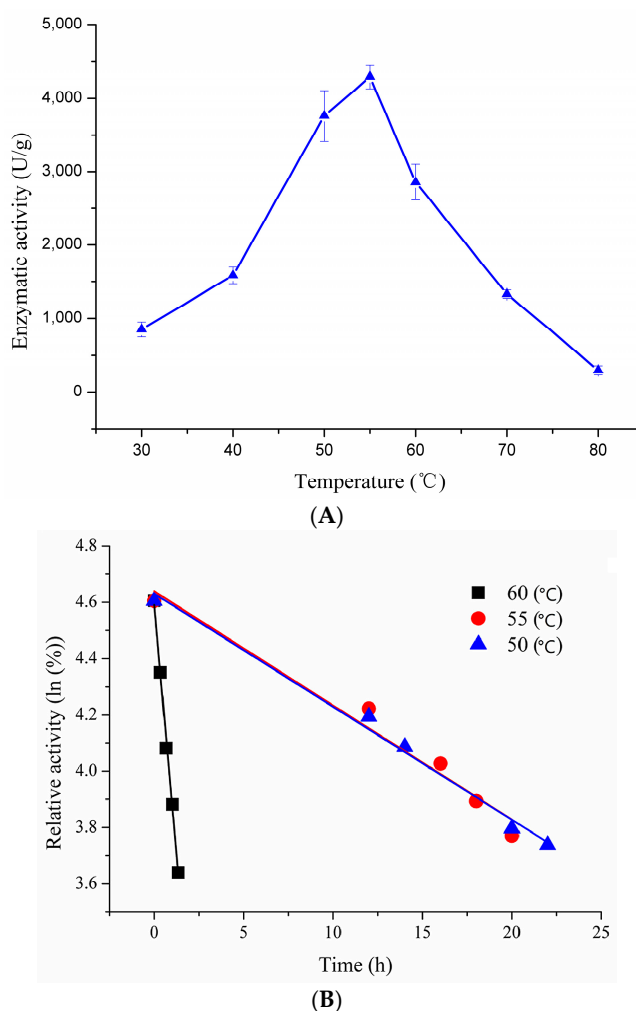 5,000
4,000
3,000
2,000
1,000
0
Enzymatic activity (U/g)
30 40 50 60 70 80
Temperature (℃)
(A)
4.8
4.6
4.4
4.2
4.0
3.8
3.6
Relative activity (ln (%))
60 (℃)
55 (℃)
50 (℃)
0 5 10 15 20 25
Time (h)
(B)